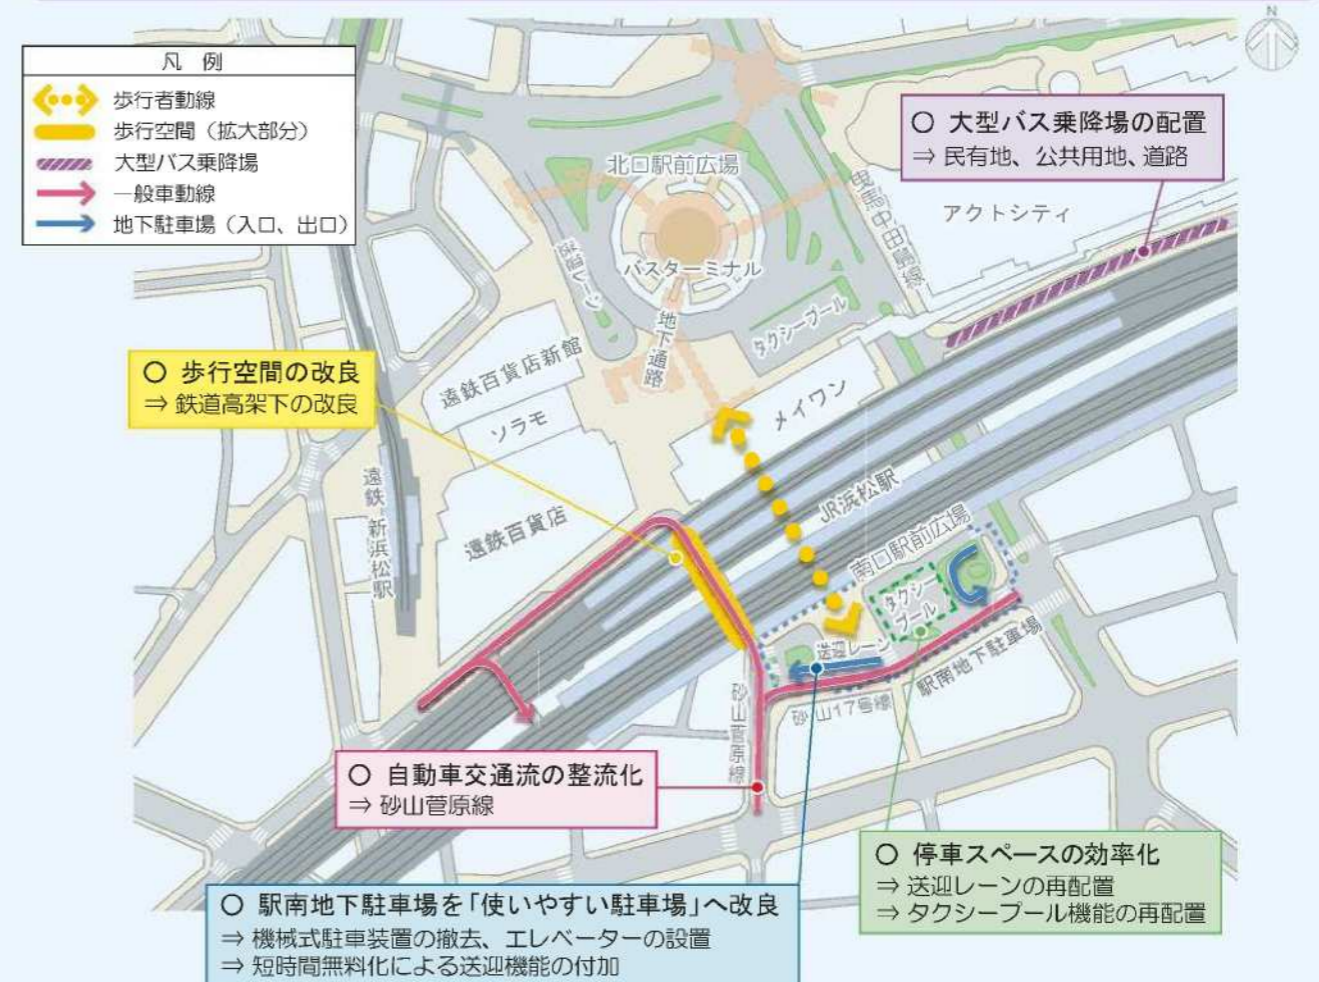 N
凡 例
歩行者動線
歩行空間（拡大部分）
大型バス乗降場
一般車動線
地下駐車場（入口、出口）
〇 大型バス乗降場の配置
⇒ 民有地、公共用地、道路
北口駅前広場
曳馬中田島線
アクトシティ
送迎レーン
バスターミナル
地下通路
タクシープール
〇 歩行空間の改良
⇒ 鉄道高架下の改良
遠鉄百貨店新館
ソラモ
メイワン
遠鉄 新浜松駅
遠鉄百貨店
JR浜松駅
南口駅前広場
タクシー
プール
送迎レーン
駅南地下駐車場
砂山17号線
砂山菅原線
〇 自動車交通流の整流化
⇒ 砂山菅原線
〇 停車スペースの効率化
⇒ 送迎レーンの再配置
⇒ タクシープール機能の再配置
〇 駅南地下駐車場を「使いやすい駐車場」へ改良
⇒ 機械式駐車装置の撤去、エレベーターの設置
⇒ 短時間無料化による送迎機能の付加